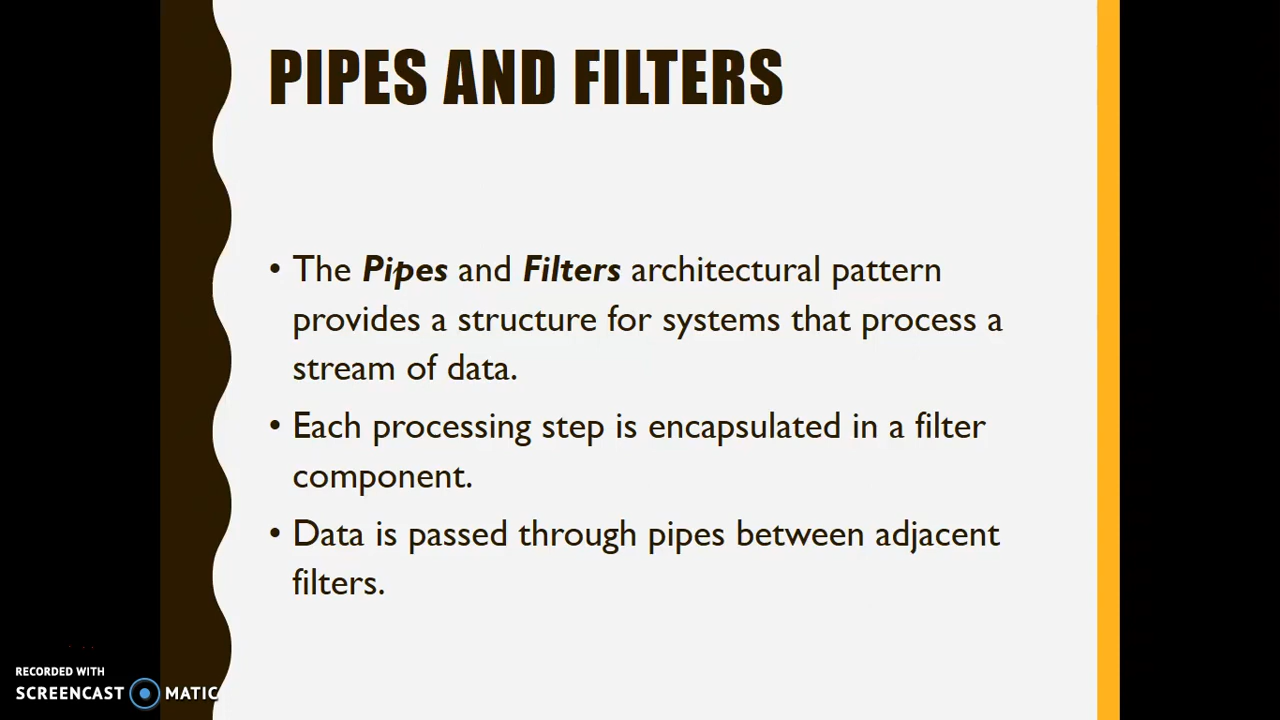 PIPES AND FILTERS
• The Pipes and Filters architectural pattern
provides a structure for systems that process a
stream of data.
• Each processing step is encapsulated in a filter
component.
• Data is passed through pipes between adjacent
filters.
RECORDED WITH
SCREENCAST MATIC